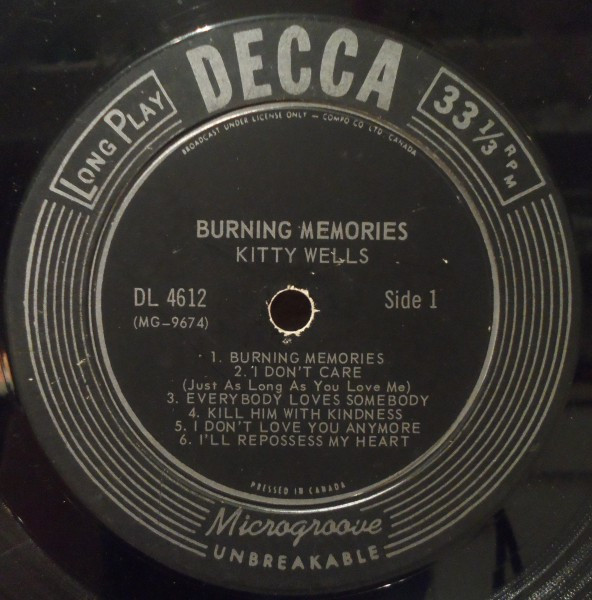 DECCA
LONG PLAY
33 1/3 RPM
BROADCAST UNDER LICENSE ONLY — COMPO CO LTD, CANADA
BURNING MEMORIES
KITTY WELLS
DL 4612
Side 1
(MG-9674)
1. BURNING MEMORIES
2. I DON'T CARE
(Just As Long As You Love Me)
3. EVERYBODY LOVES SOMEBODY
4. KILL HIM WITH KINDNESS
5. I DON'T LOVE YOU ANYMORE
6. I'LL REPOSSESS MY HEART
PRESSED IN CANADA
Microgroove
UNBREAKABLE